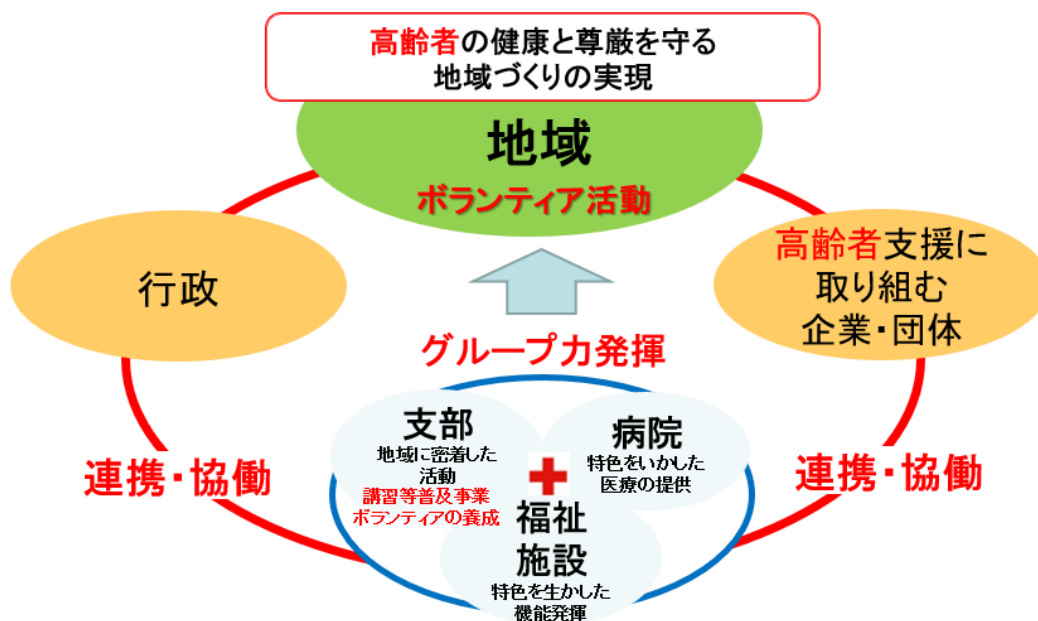 高齢者の健康と尊厳を守る
地域づくりの実現
地域
ボランティア活動
行政
高齢者支援に
取り組む
企業・団体
グループ力発揮
連携・協働
連携・協働
支部
地域に密着した
活動
講習等普及事業
ボランティアの養成
病院
特色をいかした
医療の提供
福祉
施設
特色を生かした
機能発揮